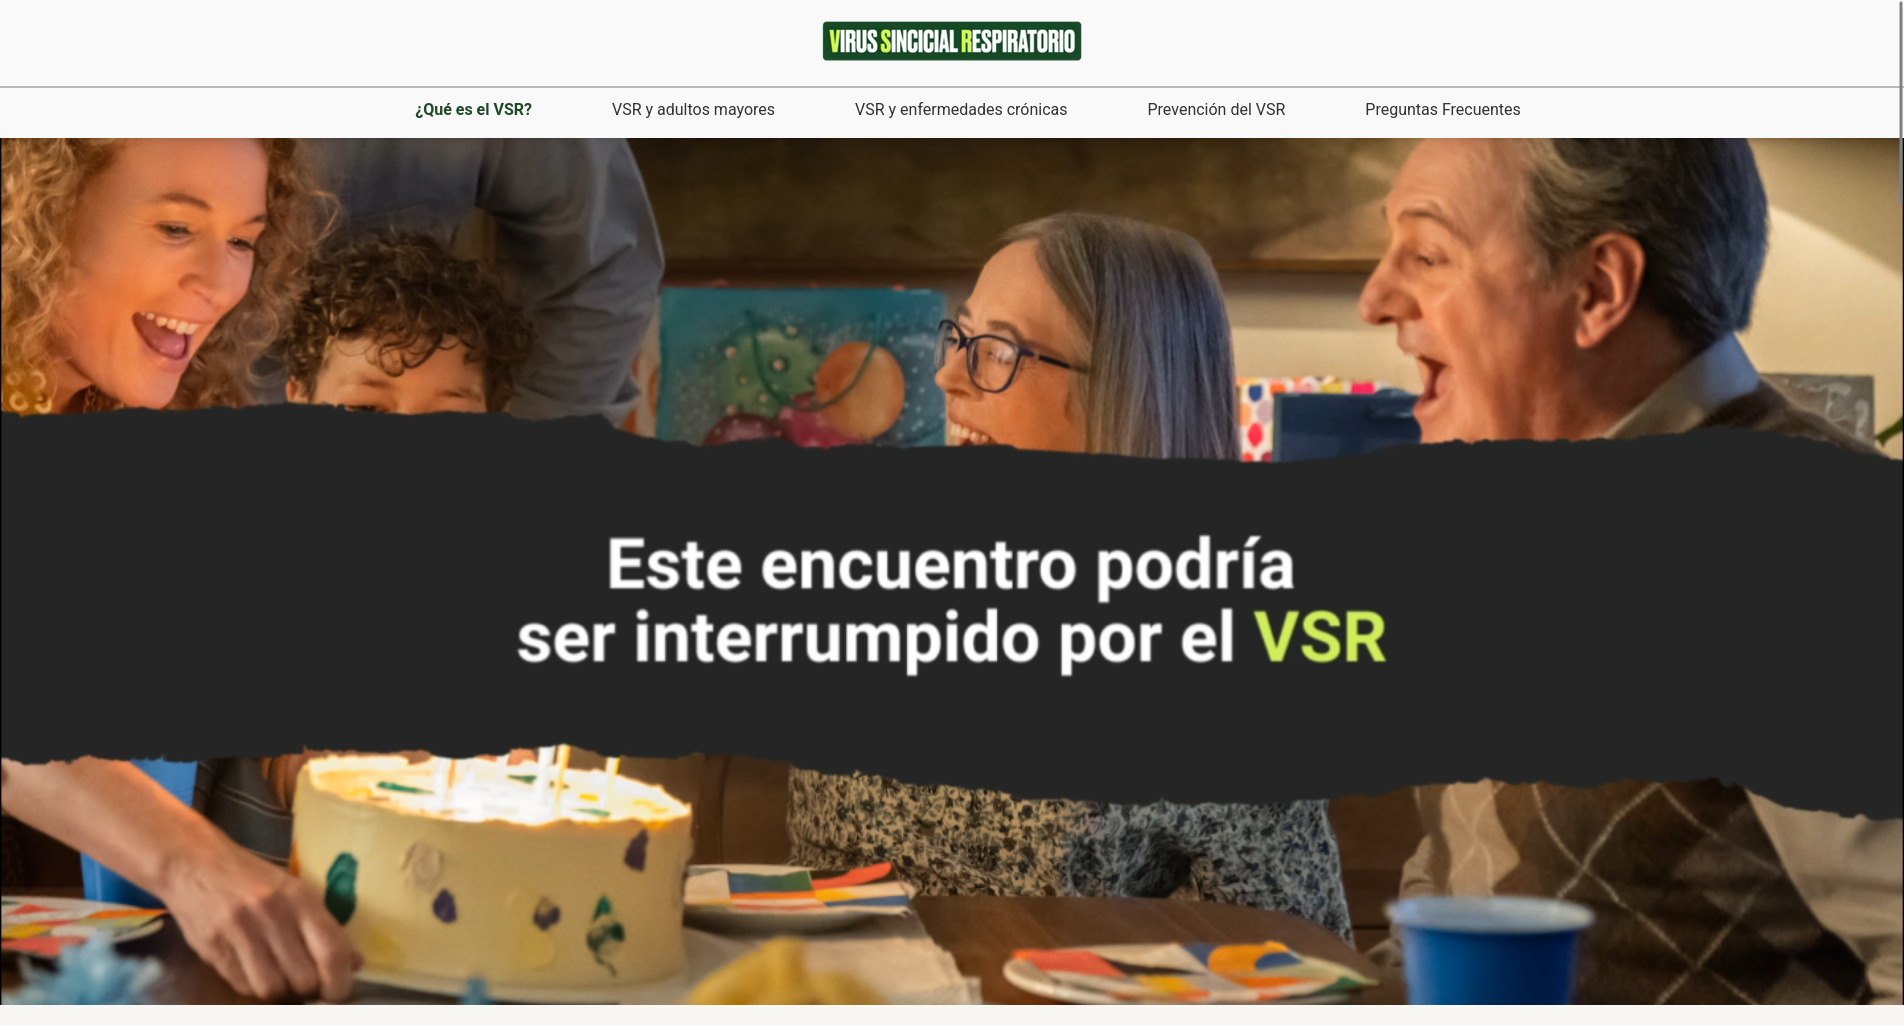 VIRUS SINCICIAL RESPIRATORIO
¿Qué es el VSR?
VSR y adultos mayores
VSR y enfermedades crónicas
Prevención del VSR
Preguntas Frecuentes
Este encuentro podría
ser interrumpido por el VSR